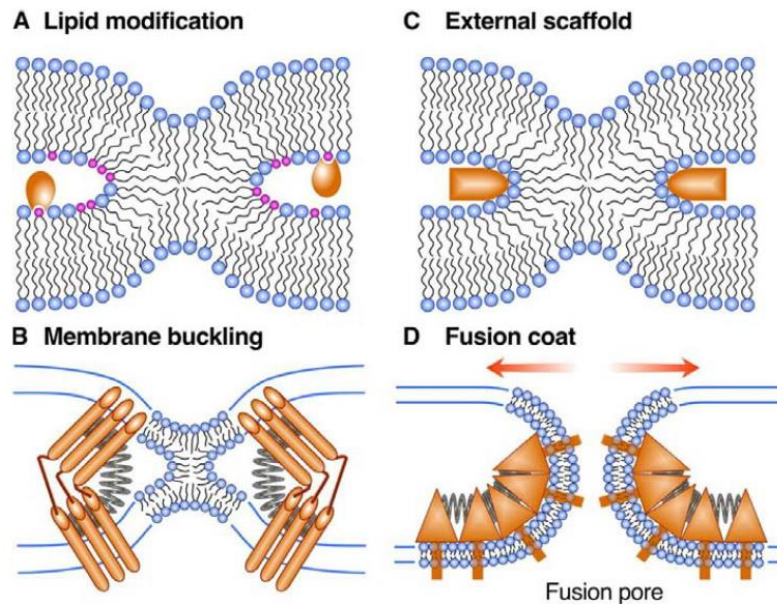 A Lipid modification
C External scaffold
B Membrane buckling
D Fusion coat
Fusion pore